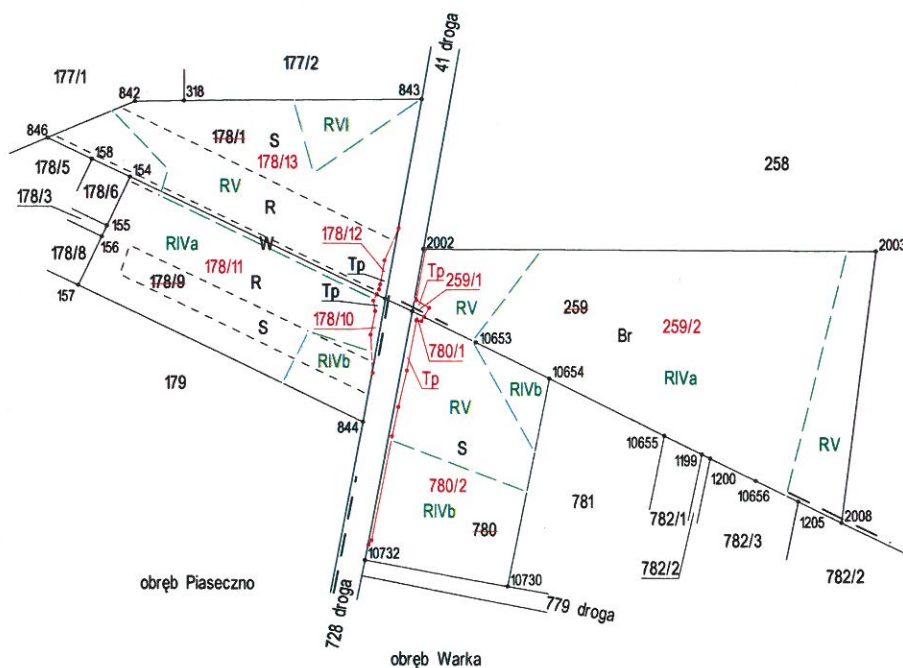 41 droga
177/1
177/2
842
318
843
846
178/1
S
RVI
178/13
258
158
178/5
154
RV
R
178/3
178/6
178/12
2002
2003
155
156
RIVa
W
Tp
Tp
259/1
178/8
178/11
178/9
R
Tp
RV
259
259/2
157
178/10
780/1
10653
Br
S
RIVb
Tp
RIVb
10654
RIVa
179
RV
844
S
10655
1199
RV
1200
780/2
10656
RIVb
780
781
782/1
1205
2008
782/3
782/2
782/2
10732
obręb Piaseczno
10730
779 droga
728 droga
obręb Warka